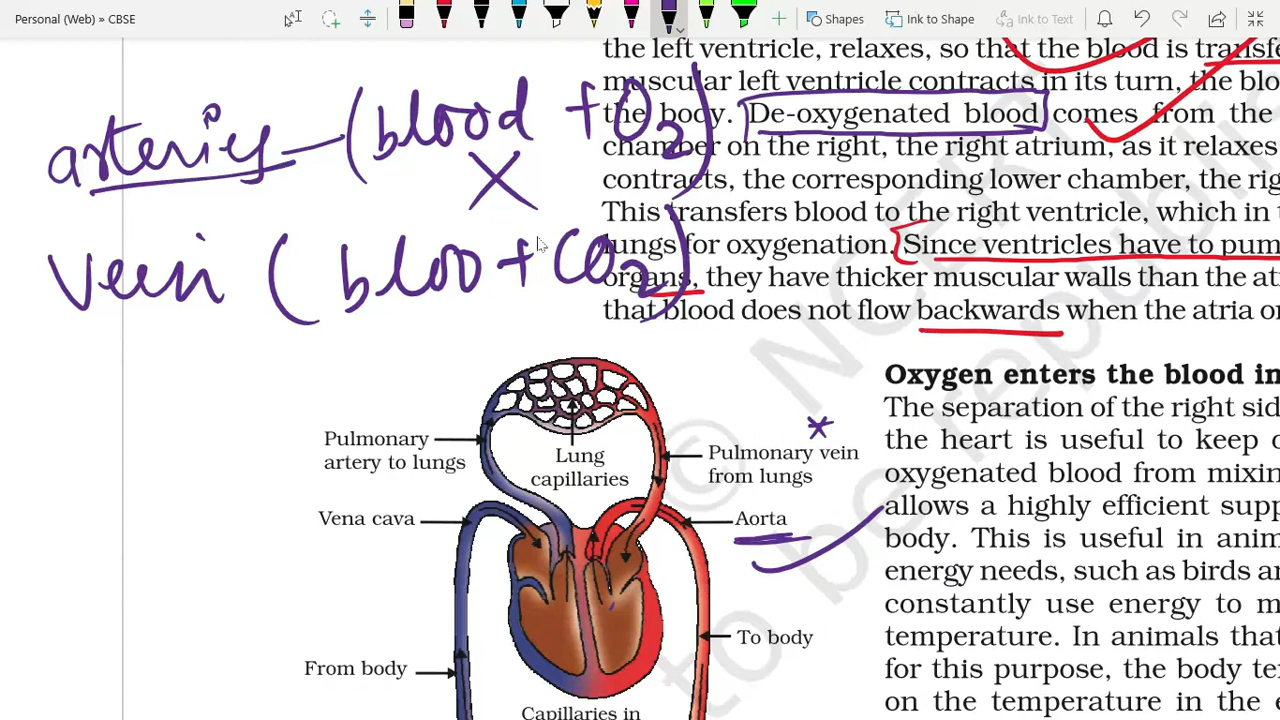 Personal (Web) » CBSE
Shapes
Ink to Shape
Ink to Text
arteries — (blood + O2)
vein (bloo + CO2)
the left ventricle, relaxes, so that the blood is transfe
muscular left ventricle contracts in its turn, the blo
the body. De-oxygenated blood comes from the
chamber on the right, the right atrium, as it relaxes
contracts, the corresponding lower chamber, the rig
This transfers blood to the right ventricle, which in t
lungs for oxygenation. Since ventricles have to pum
organs, they have thicker muscular walls than the at
that blood does not flow backwards when the atria o
Pulmonary
artery to lungs
Lung
capillaries
Pulmonary vein
from lungs
Vena cava
Aorta
To body
From body
Capillaries in
Oxygen enters the blood in
The separation of the right sid
the heart is useful to keep d
oxygenated blood from mixin
allows a highly efficient supp
body. This is useful in anim
energy needs, such as birds an
constantly use energy to m
temperature. In animals tha
for this purpose, the body te
on the temperature in the e
© NCER
to be republi